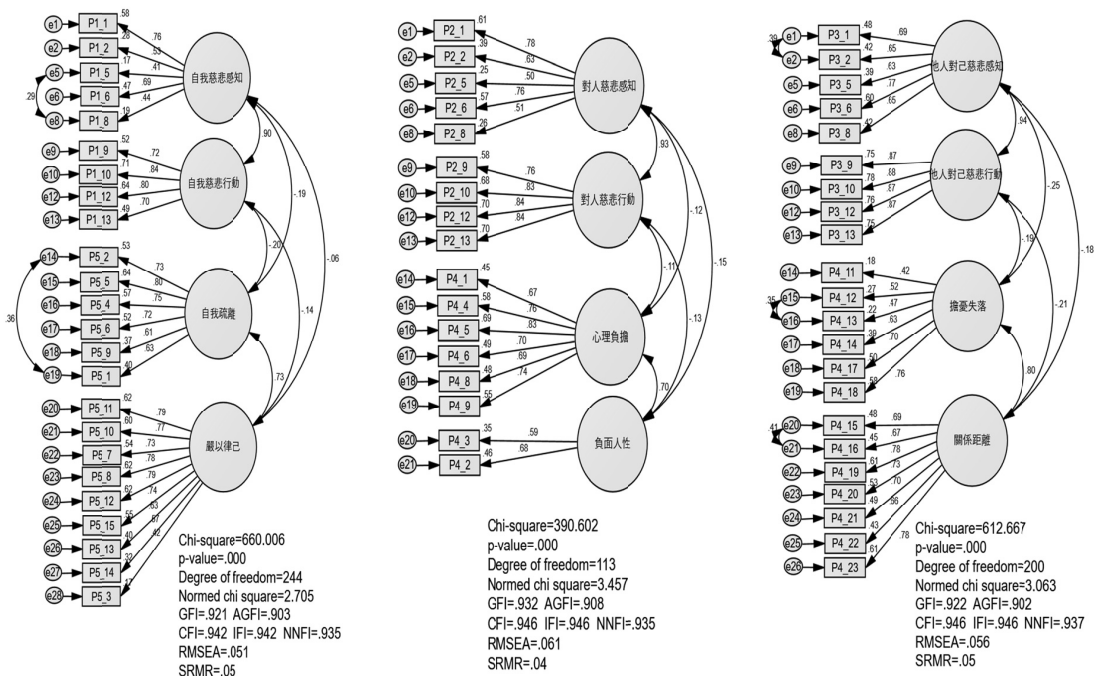 .58
e1 P1_1 .76
.28
e2 P1_2 .53
.17
e5 P1_5 .41
.47
e6 P1_6 .69
.19
e8 P1_8 .44
.29
自我慈悲感知
.90
.52
e9 P1_9 .72
.71
e10 P1_10 .84
.64
e12 P1_12 .80
.49
e13 P1_13 .70
自我慈悲行動
-.19
-.20
-.06
-.14
.53
e14 P5_2 .73
.64
e15 P5_5 .80
.57
e16 P5_4 .75
.52
e17 P5_6 .72
.37
e18 P5_9 .61
.40
e19 P5_1 .63
.36
自我疏離
.73
.62
e20 P5_11 .79
.60
e21 P5_10 .77
.54
e22 P5_7 .73
.62
e23 P5_8 .78
.62
e24 P5_12 .79
.55
e25 P5_15 .74
.40
e26 P5_13 .63
.32
e27 P5_14 .57
.17
e28 P5_3 .42
嚴以律己
Chi-square=660.006
p-value=.000
Degree of freedom=244
Normed chi square=2.705
GFI=.921 AGFI=.903
CFI=.942 IFI=.942 NNFI=.935
RMSEA=.051
SRMR=.05
.61
e1 P2_1 .78
.39
e2 P2_2 .63
.25
e5 P2_5 .50
.57
e6 P2_6 .76
.26
e8 P2_8 .51
對人慈悲感知
.93
.58
e9 P2_9 .76
.68
e10 P2_10 .83
.70
e12 P2_12 .84
.70
e13 P2_13 .84
對人慈悲行動
-.12
-.11
-.15
-.13
.45
e14 P4_1 .67
.58
e15 P4_4 .76
.69
e16 P4_5 .83
.49
e17 P4_6 .70
.48
e18 P4_8 .69
.55
e19 P4_9 .74
心理負擔
.70
.35
e20 P4_3 .59
.46
e21 P4_2 .68
負面人性
Chi-square=390.602
p-value=.000
Degree of freedom=113
Normed chi square=3.457
GFI=.932 AGFI=.908
CFI=.946 IFI=.946 NNFI=.935
RMSEA=.061
SRMR=.04
.48
e1 P3_1 .69
.39
.42
e2 P3_2 .65
.39
e5 P3_5 .63
.60
e6 P3_6 .77
.42
e8 P3_8 .65
他人對己慈悲感知
.94
.75
e9 P3_9 .87
.78
e10 P3_10 .68
.76
e12 P3_12 .87
.75
e13 P3_13 .87
他人對己慈悲行動
-.25
-.19
-.18
-.21
.18
e14 P4_11 .42
.27
e15 P4_12 .52
.35
.22
e16 P4_13 .47
.39
e17 P4_14 .63
.50
e18 P4_17 .70
.58
e19 P4_18 .76
擔憂失落
.80
.48
e20 P4_15 .69
.41
.45
e21 P4_16 .67
.61
e22 P4_19 .78
.53
e23 P4_20 .73
.49
e24 P4_21 .70
.43
e25 P4_22
.61
e26 P4_23 .78
關係距離
Chi-square=612.667
p-value=.000
Degree of freedom=200
Normed chi square=3.063
GFI=.922 AGFI=.902
CFI=.946 IFI=.946 NNFI=.937
RMSEA=.056
SRMR=.05